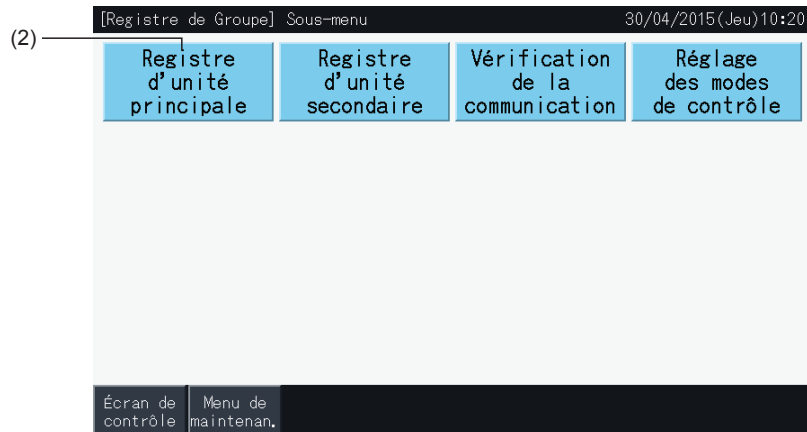 [Registre de Groupe] Sous-menu 30/04/2015(Jeu)10:20
(2)
Registre d'unité principale
Registre d'unité secondaire
Vérification de la communication
Réglage des modes de contrôle
Écran de contrôle
Menu de maintenan.